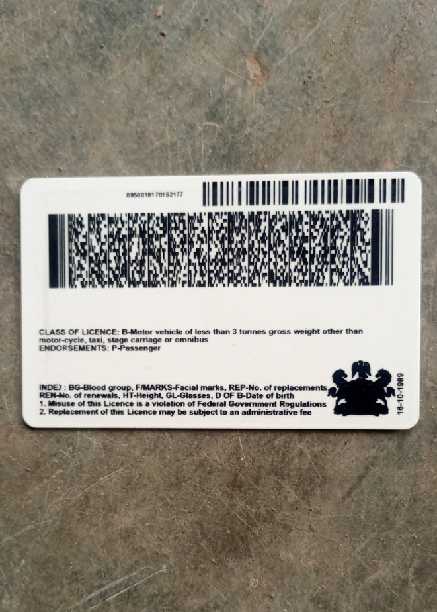 CLASS OF LICENCE: B-Motor vehicle of less than 3 tonnes gross weight other than
motor-cycle, taxi, stage carriage or omnibus
ENDORSEMENTS: P-Passenger
INDEX : BG-Blood group, F/MARKS-Facial marks, REP-No. of replacements
REN-No. of renewals, HT-Height, GL-Glasses, D OF B-Date of birth
1. Misuse of this Licence is a violation of Federal Government Regulations
2. Replacement of this Licence may be subject to an administrative fee
16-10-1989